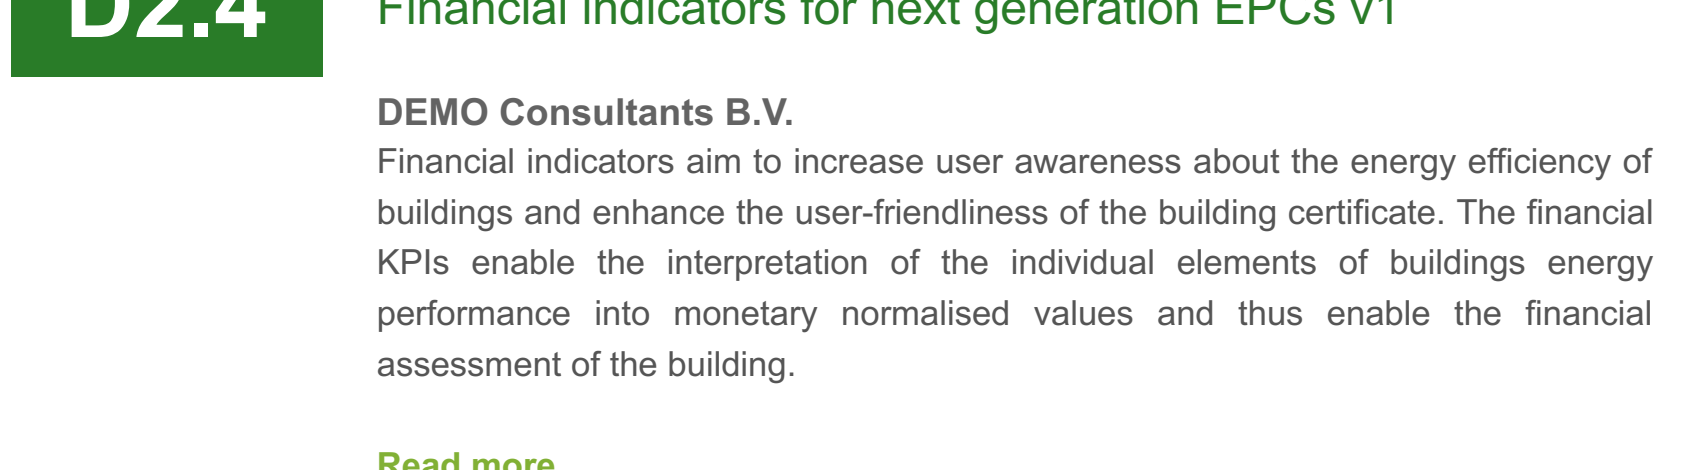 D2.4
Financial indicators for next generation EPCs v1
DEMO Consultants B.V.
Financial indicators aim to increase user awareness about the energy efficiency of
buildings and enhance the user-friendliness of the building certificate. The financial
KPIs enable the interpretation of the individual elements of buildings energy
performance into monetary normalised values and thus enable the financial
assessment of the building.
Read more